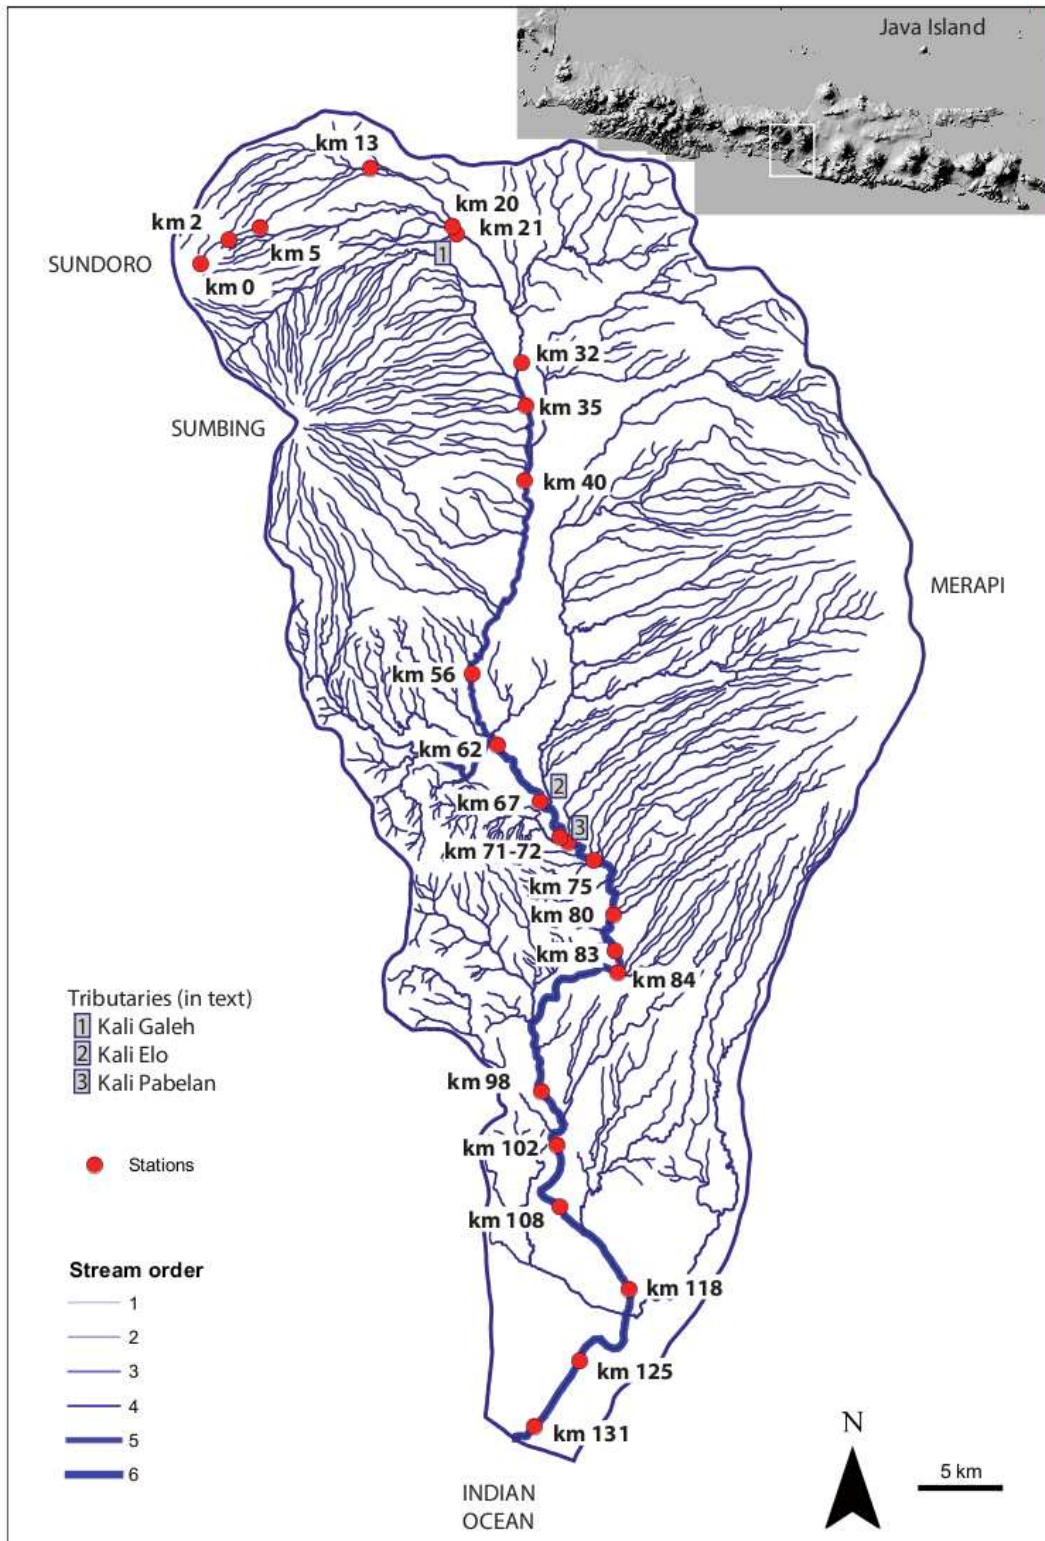 Java Island
km 13
km 20
km 2
km 21
1
SUNDORO
km 5
km 0
km 32
km 35
SUMBING
km 40
MERAPI
km 56
km 62
2
km 67
3
km 71-72
km 75
km 80
km 83
km 84
Tributaries (in text)
1 Kali Galeh
2 Kali Elo
3 Kali Pabelan
km 98
km 102
Stations
km 108
Stream order
km 118
1
2
3
km 125
4
5
km 131
6
N
5 km
INDIAN
OCEAN